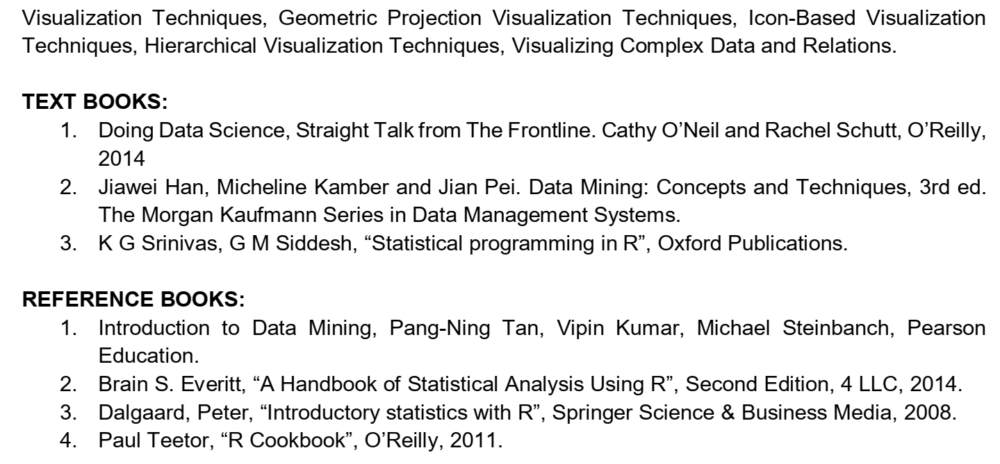 Visualization Techniques, Geometric Projection Visualization Techniques, Icon-Based Visualization
Techniques, Hierarchical Visualization Techniques, Visualizing Complex Data and Relations.
TEXT BOOKS:
1. Doing Data Science, Straight Talk from The Frontline. Cathy O’Neil and Rachel Schutt, O’Reilly,
2014
2. Jiawei Han, Micheline Kamber and Jian Pei. Data Mining: Concepts and Techniques, 3rd ed.
The Morgan Kaufmann Series in Data Management Systems.
3. K G Srinivas, G M Siddesh, “Statistical programming in R”, Oxford Publications.
REFERENCE BOOKS:
1. Introduction to Data Mining, Pang-Ning Tan, Vipin Kumar, Michael Steinbanch, Pearson
Education.
2. Brain S. Everitt, “A Handbook of Statistical Analysis Using R”, Second Edition, 4 LLC, 2014.
3. Dalgaard, Peter, “Introductory statistics with R”, Springer Science & Business Media, 2008.
4. Paul Teetor, “R Cookbook”, O’Reilly, 2011.